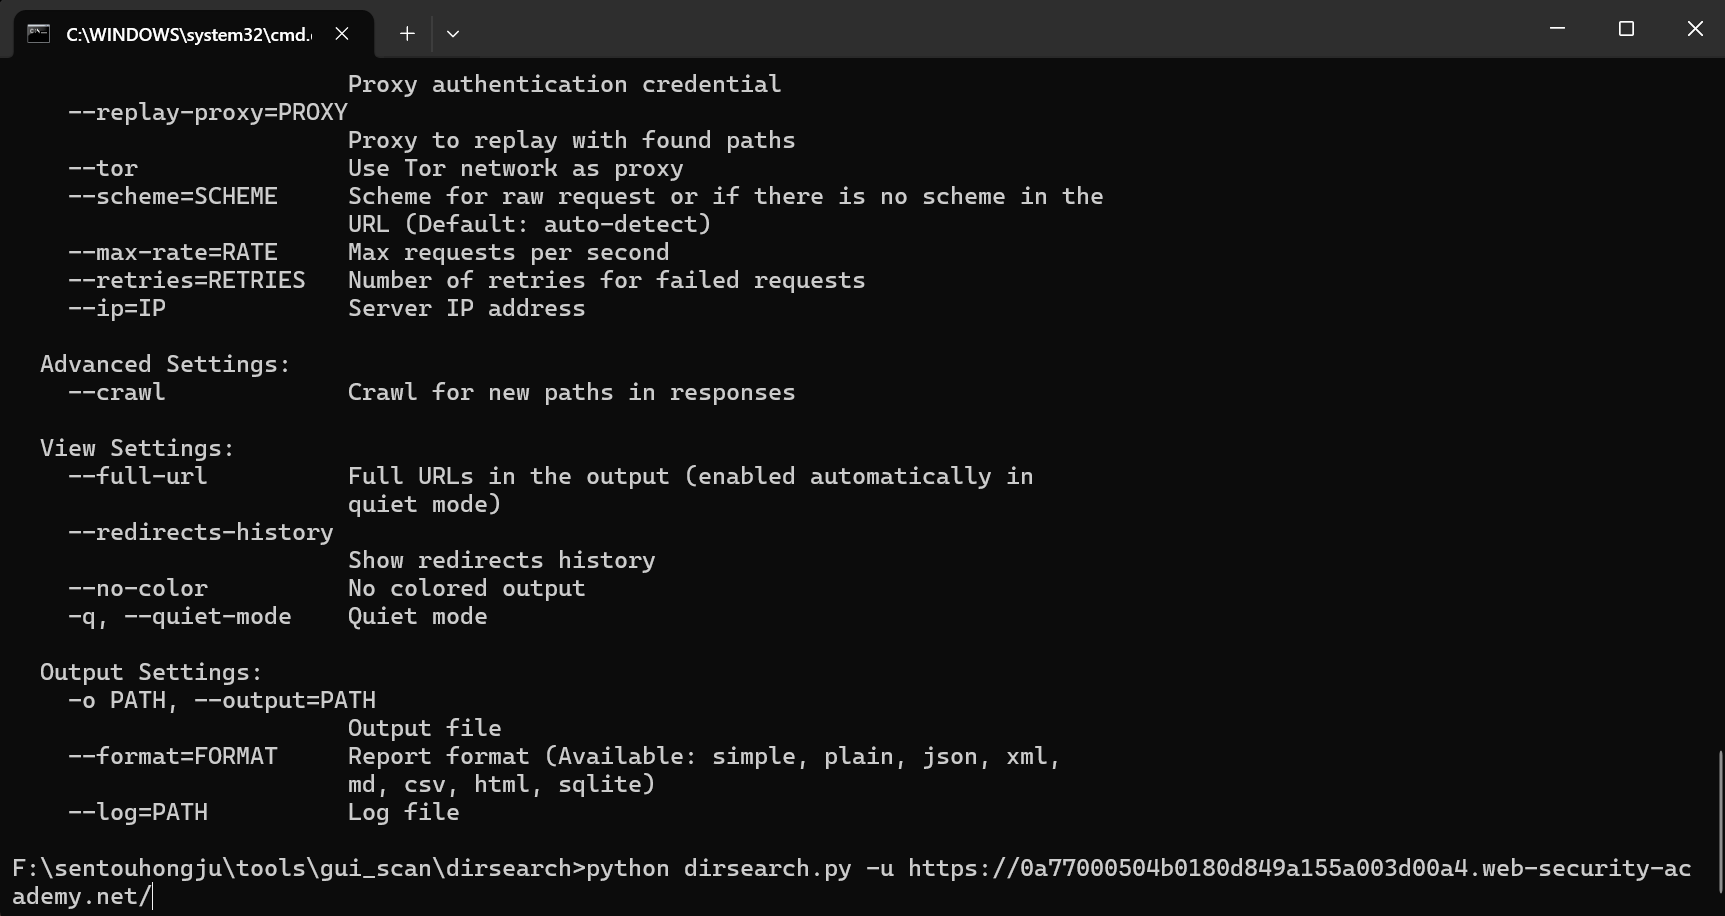 C:\WINDOWS\system32\cmd.
Proxy authentication credential
--replay-proxy=PROXY
Proxy to replay with found paths
--tor Use Tor network as proxy
--scheme=SCHEME Scheme for raw request or if there is no scheme in the
URL (Default: auto-detect)
--max-rate=RATE Max requests per second
--retries=RETRIES Number of retries for failed requests
--ip=IP Server IP address
Advanced Settings:
--crawl Crawl for new paths in responses
View Settings:
--full-url Full URLs in the output (enabled automatically in
quiet mode)
--redirects-history
Show redirects history
--no-color No colored output
-q, --quiet-mode Quiet mode
Output Settings:
-o PATH, --output=PATH
Output file
--format=FORMAT Report format (Available: simple, plain, json, xml,
md, csv, html, sqlite)
--log=PATH Log file
F:\sentouhongju\tools\gui_scan\dirsearch>python dirsearch.py -u https://0a77000504b0180d849a155a003d00a4.web-security-ac
ademy.net/